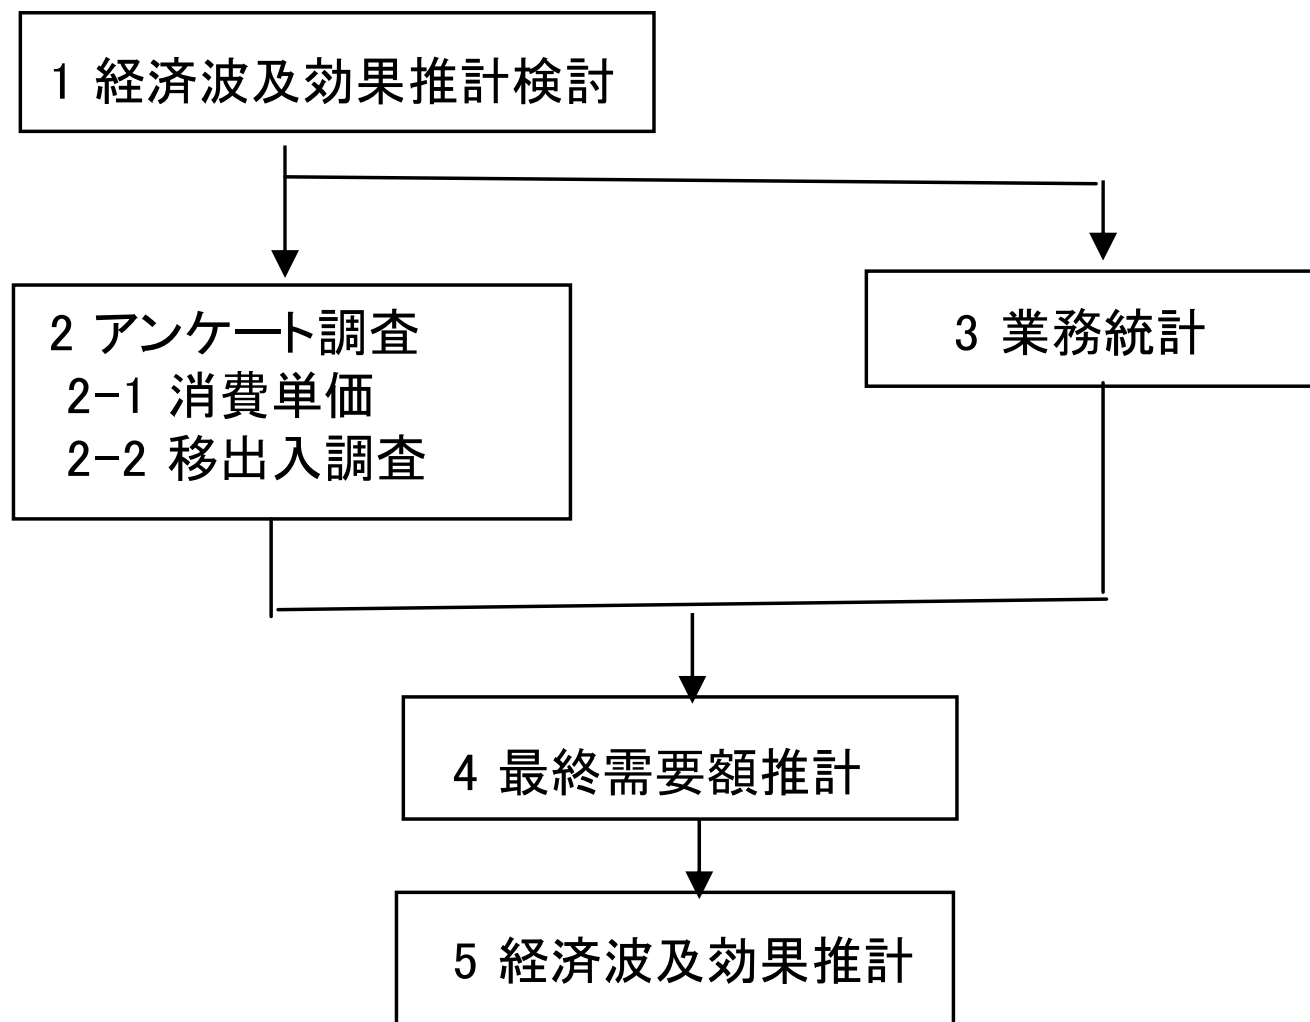 1 経済波及効果推計検討
2 アンケート調査
2-1 消費単価
2-2 移出入調査
3 業務統計
4 最終需要額推計
5 経済波及効果推計